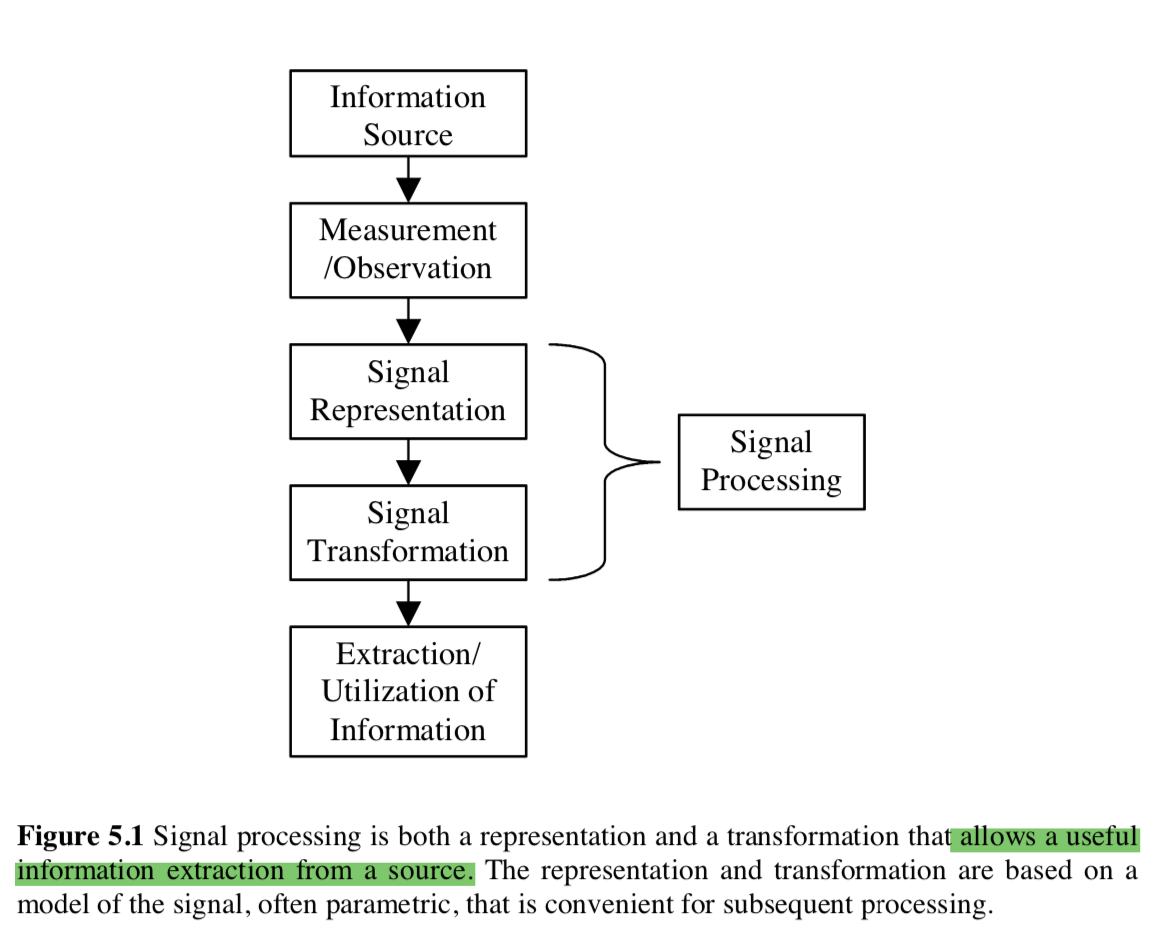 Information
Source
Measurement
/Observation
Signal
Representation
Signal
Processing
Signal
Transformation
Extraction/
Utilization of
Information
Figure 5.1 Signal processing is both a representation and a transformation that allows a useful
information extraction from a source. The representation and transformation are based on a
model of the signal, often parametric, that is convenient for subsequent processing.